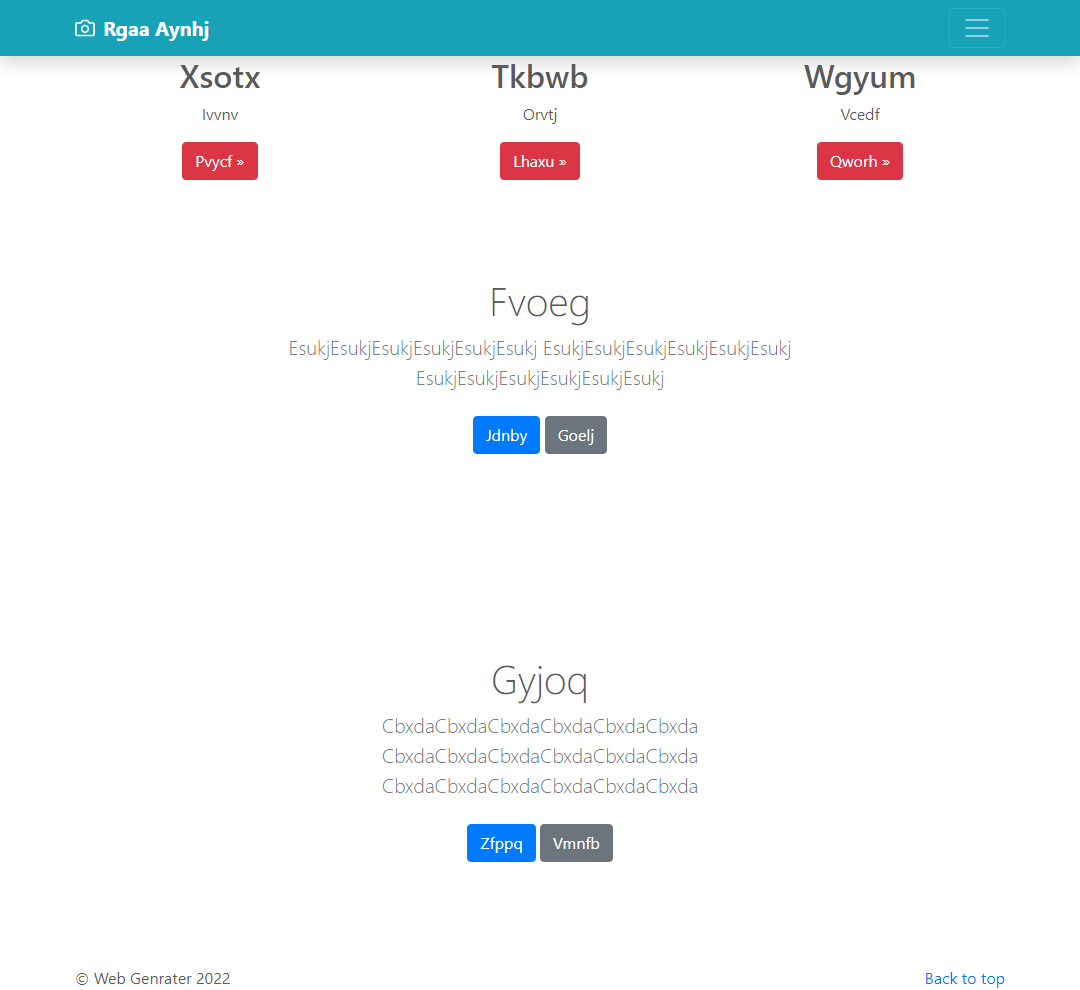 Rgaa Aynhj
Xsotx
Ivvnv
Pvycf »
Tkbwb
Orvtj
Lhaxu »
Wgyum
Vcedf
Qworh »
Fvoeg
EsukjEsukjEsukjEsukjEsukjEsukj EsukjEsukjEsukjEsukjEsukjEsukj
EsukjEsukjEsukjEsukjEsukjEsukj
Jdnby Goelj
Gyjoq
CbxdaCbxdaCbxdaCbxdaCbxdaCbxda
CbxdaCbxdaCbxdaCbxdaCbxdaCbxda
CbxdaCbxdaCbxdaCbxdaCbxdaCbxda
Zfppq Vmnfb
© Web Genrater 2022
Back to top